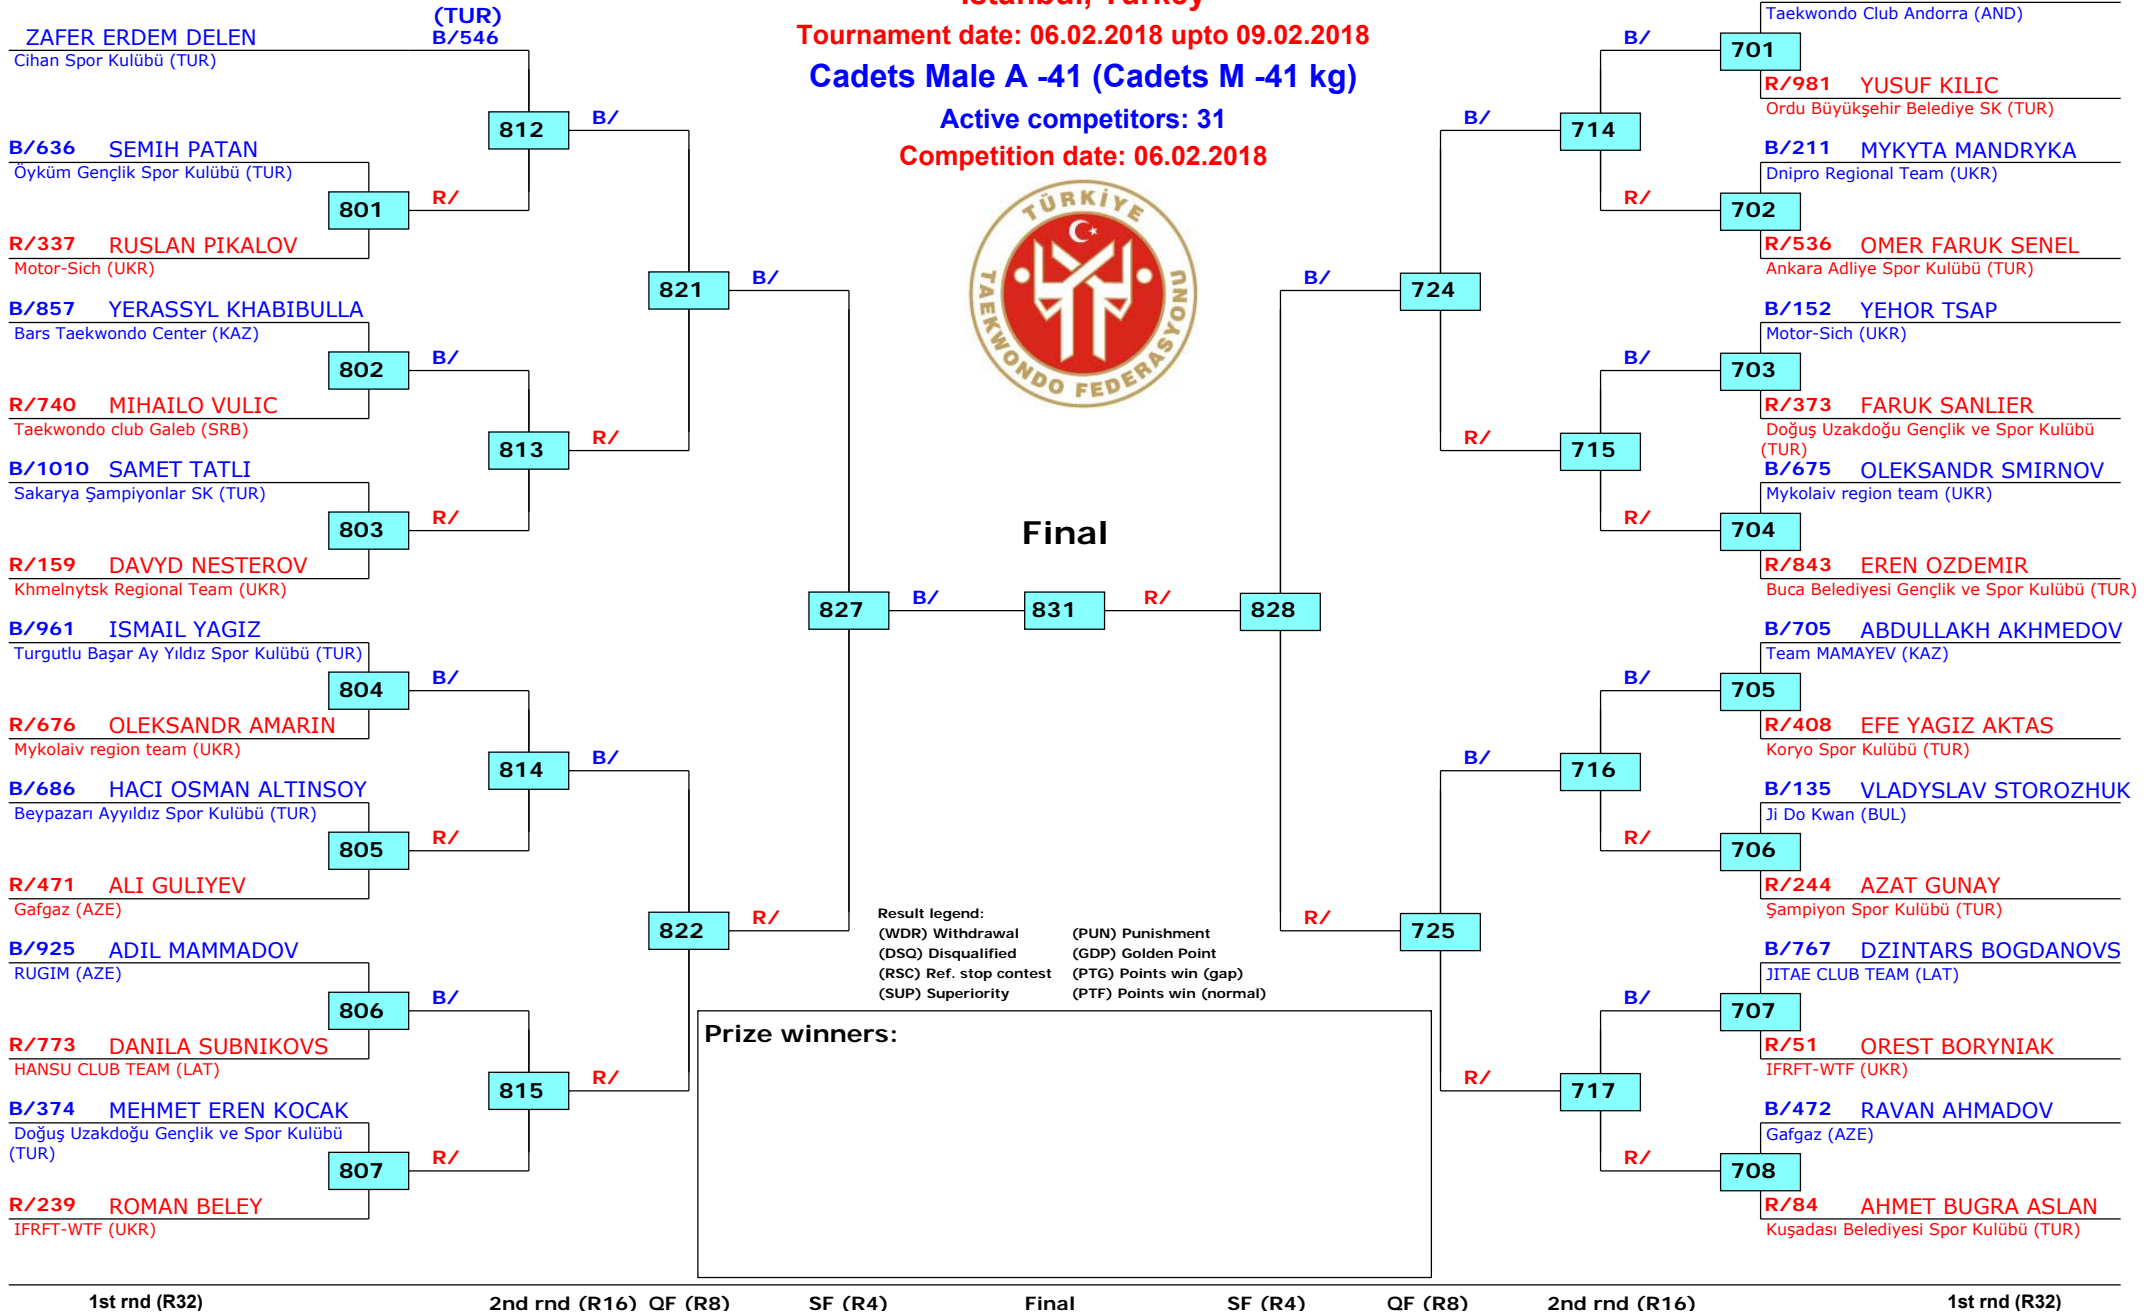 Istanbul, Turkey
Tournament date: 06.02.2018 upto 09.02.2018
Cadets Male A -41 (Cadets M -41 kg)
Active competitors: 31
Competition date: 06.02.2018
TÜRKİYE
TAEKWONDO FEDERASYONU
(TUR)
ZAFER ERDEM DELEN B/546
Cihan Spor Kulübü (TUR)
812 B/
B/636 SEMIH PATAN
Öyküm Gençlik Spor Kulübü (TUR)
801 R/
R/337 RUSLAN PIKALOV
Motor-Sich (UKR)
821 B/
B/857 YERASSYL KHABIBULLA
Bars Taekwondo Center (KAZ)
802 B/
R/740 MIHAILO VULIC
Taekwondo club Galeb (SRB)
813 R/
B/1010 SAMET TATLI
Sakarya Şampiyonlar SK (TUR)
803 R/
R/159 DAVYD NESTEROV
Khmelnytsk Regional Team (UKR)
827 B/
B/961 ISMAIL YAGIZ
Turgutlu Başar Ay Yıldız Spor Kulübü (TUR)
804 B/
R/676 OLEKSANDR AMARIN
Mykolaiv region team (UKR)
814 B/
B/686 HACI OSMAN ALTINSOY
Beypazarı Ayyıldız Spor Kulübü (TUR)
805 R/
R/471 ALI GULIYEV
Gafgaz (AZE)
822 R/
B/925 ADIL MAMMADOV
RUGIM (AZE)
806 B/
R/773 DANILA SUBNIKOVS
HANSU CLUB TEAM (LAT)
815 R/
B/374 MEHMET EREN KOCAK
Doğuş Uzakdoğu Gençlik ve Spor Kulübü
(TUR)
807 R/
R/239 ROMAN BELEY
IFRFT-WTF (UKR)
Final
831
R/ 828
Result legend:
(WDR) Withdrawal (PUN) Punishment
(DSQ) Disqualified (GDP) Golden Point
(RSC) Ref. stop contest (PTG) Points win (gap)
(SUP) Superiority (PTF) Points win (normal)
Prize winners:
Taekwondo Club Andorra (AND)
B/ 701
R/981 YUSUF KILIC
Ordu Büyükşehir Belediye SK (TUR)
B/ 714
B/211 MYKYTA MANDRYKA
Dnipro Regional Team (UKR)
R/ 702
R/536 OMER FARUK SENEL
Ankara Adliye Spor Kulübü (TUR)
B/ 724
B/152 YEHOR TSAP
Motor-Sich (UKR)
B/ 703
R/373 FARUK SANLIER
Doğuş Uzakdoğu Gençlik ve Spor Kulübü
(TUR)
R/ 715
B/675 OLEKSANDR SMIRNOV
Mykolaiv region team (UKR)
R/ 704
R/843 EREN OZDEMIR
Buca Belediyesi Gençlik ve Spor Kulübü (TUR)
B/705 ABDULLAKH AKHMEDOV
Team MAMAYEV (KAZ)
B/ 705
R/408 EFE YAGIZ AKTAS
Koryo Spor Kulübü (TUR)
B/ 716
B/135 VLADYSLAV STOROZHUK
Ji Do Kwan (BUL)
R/ 706
R/244 AZAT GUNAY
Şampiyon Spor Kulübü (TUR)
R/ 725
B/767 DZINTARS BOGDANOVS
JITAE CLUB TEAM (LAT)
B/ 707
R/51 OREST BORYNIAK
IFRFT-WTF (UKR)
R/ 717
B/472 RAVAN AHMADOV
Gafgaz (AZE)
R/ 708
R/84 AHMET BUGRA ASLAN
Kuşadası Belediyesi Spor Kulübü (TUR)
1st rnd (R32) 2nd rnd (R16) QF (R8) SF (R4) Final SF (R4) QF (R8) 2nd rnd (R16) 1st rnd (R32)